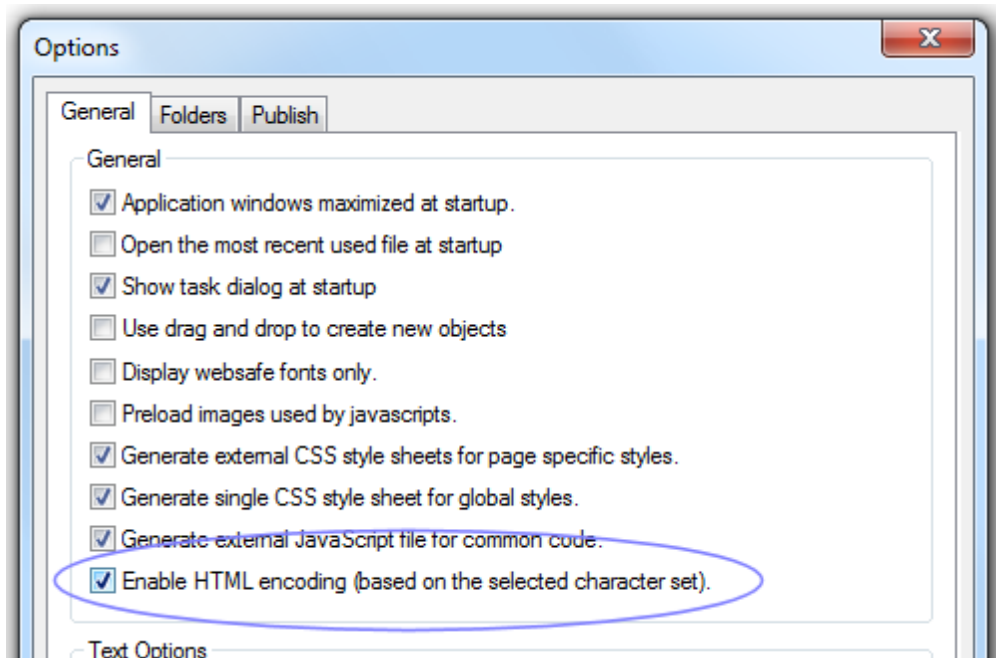 Options
General Folders Publish
General
Application windows maximized at startup.
Open the most recent used file at startup
Show task dialog at startup
Use drag and drop to create new objects
Display websafe fonts only.
Preload images used by javascripts.
Generate external CSS style sheets for page specific styles.
Generate single CSS style sheet for global styles.
Generate external JavaScript file for common code.
Enable HTML encoding (based on the selected character set).
Text Options